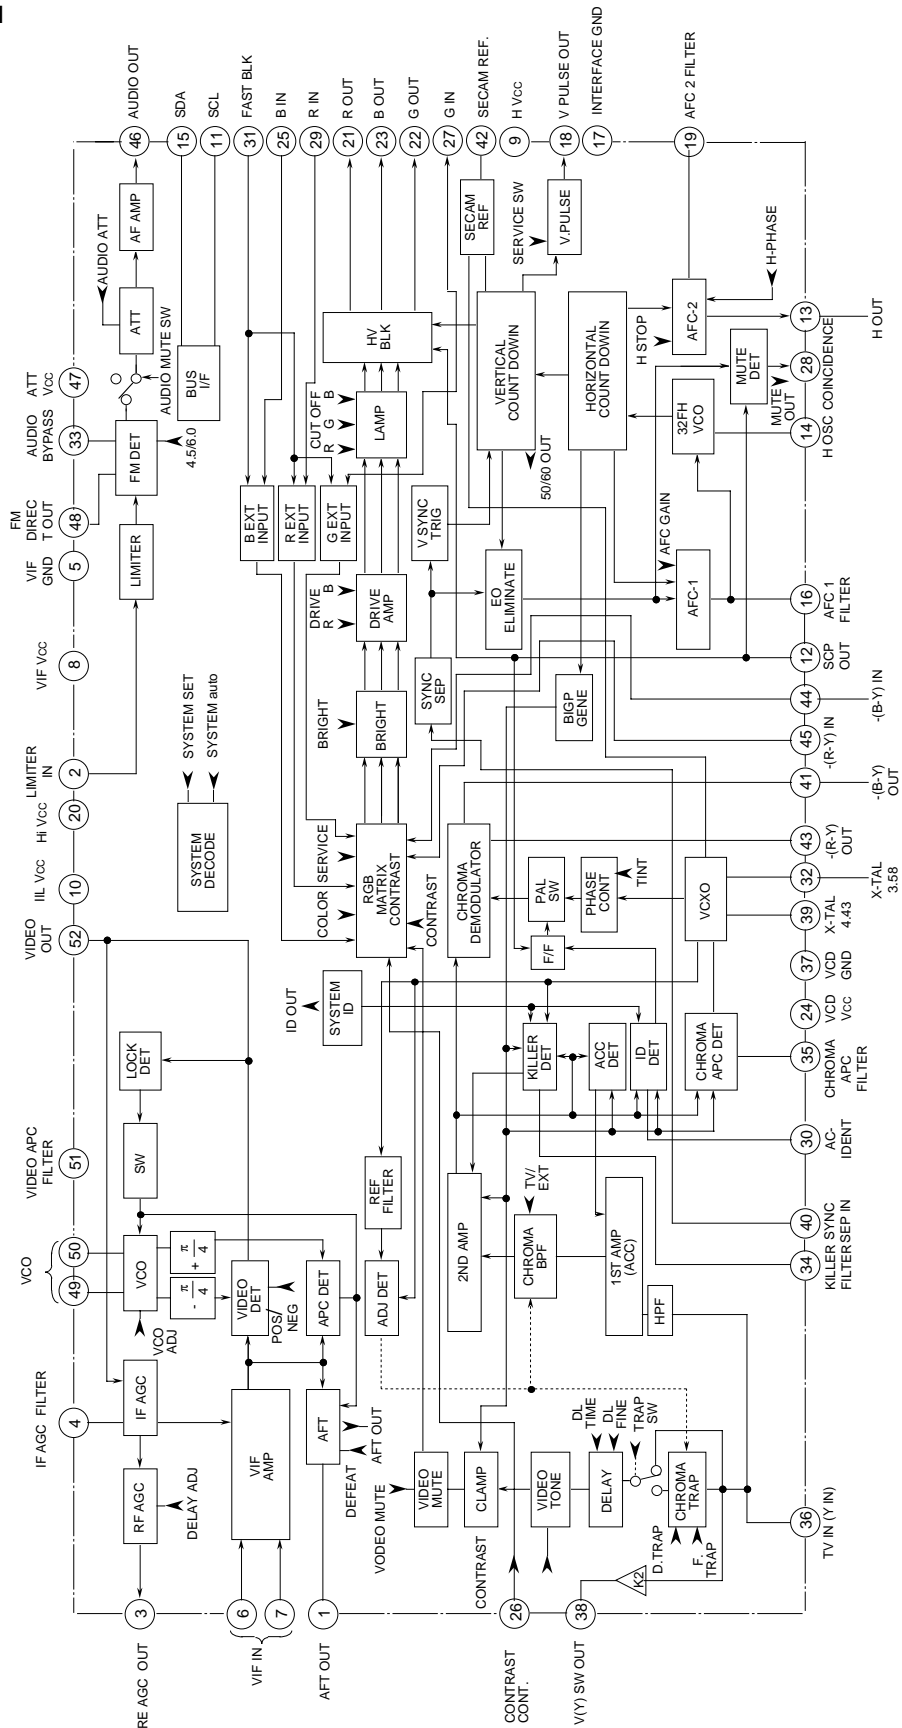 AUDIO OUT
SDA
SCL
FAST BLK
B IN
R IN
R OUT
B OUT
G OUT
G IN
SECAM REF.
H Vcc
V PULSE OUT
INTERFACE GND
AFC 2 FILTER
46
15
11
31
25
29
21
23
22
27
42
9
18
17
19
ATT
Vcc
47
AUDIO
BYPASS
33
FM
DIREC
T OUT
48
VIF
GND
5
VIF Vcc
8
LIMITER
IN
2
Hi Vcc
20
IIL Vcc
10
VIDEO
OUT
52
VIDEO APC
FILTER
51
VCO
50
49
IF AGC FILTER
4
AF AMP
AUDIO ATT
ATT
AUDIO MUTE SW
BUS
I/F
FM DET
4.5/6.0
LIMITER
SYSTEM SET
SYSTEM auto
SYSTEM
DECODE
LOCK
DET
SW
VCO
VCO
ADJ
π
4
+
π
4
-
VIDEO
DET
POS/
NEG
APC DET
IF AGC
RF AGC
DELAY ADJ
VIF
AMP
AFT
DEFEAT
AFT OUT
HV
BLK
CUT OFF
R
G
B
LAMP
B EXT
INPUT
R EXT
INPUT
G EXT
INPUT
DRIVE
R
B
DRIVE
AMP
BRIGHT
BRIGHT
COLOR SERVICE
RGB
MATRIX
CONTRAST
CONTRAST
ID OUT
SYSTEM
ID
REF
FILTER
ADJ DET
VODEO MUTE
VIDEO
MUTE
SECAM
REF
SERVICE SW
V.PULSE
VERTICAL
COUNT DOWIN
50/60 OUT
HORIZONTAL
COUNT DOWIN
H STOP
AFC-2
H-PHASE
MUTE
DET
MUTE
OUT
32FH
VCO
V SYNC
TRIG
EO
ELIMINATE
AFC GAIN
AFC-1
SYNC
SEP
BIGP
GENE
CHROMA
DEMODULATOR
PAL
SW
F/F
PHASE
CONT
TINT
VCXO
KILLER
DET
ACC
DET
ID
DET
CHROMA
APC DET
2ND AMP
TV/
EXT
CHROMA
BPF
1ST AMP
(ACC)
HPF
CLAMP
CONTRAST
VIDEO
TONE
DELAY
DL
TIME
DL
FINE
TRAP
SW
CHROMA
TRAP
D.TRAP
F.
TRAP
K2
13
H OUT
28
COINCIDENCE
14
H OSC
16
AFC 1
FILTER
12
SCP
OUT
44
-(B-Y) IN
45
-(R-Y) IN
41
-(B-Y)
OUT
43
-(R-Y)
OUT
32
X-TAL
3.58
39
X-TAL
4.43
37
VCD
GND
24
VCD
Vcc
35
CHROMA
APC
FILTER
30
AC-
IDENT
40
SYNC
SEP IN
34
KILLER
FILTER
36
TV IN (Y IN)
3
RE AGC OUT
6
7
VIF IN
1
AFT OUT
26
CONTRAST
CONT.
38
V(Y) SW OUT